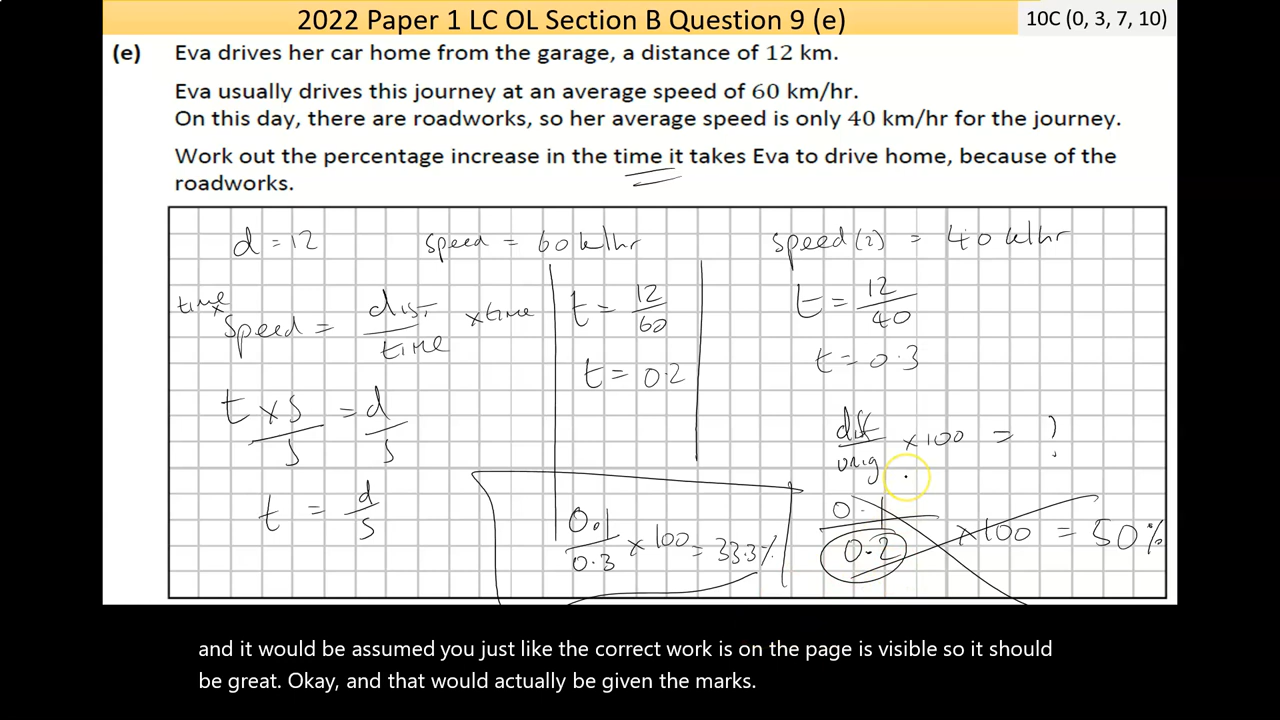 2022 Paper 1 LC OL Section B Question 9 (e)
10C (0, 3, 7, 10)
(e) Eva drives her car home from the garage, a distance of 12 km.
Eva usually drives this journey at an average speed of 60 km/hr.
On this day, there are roadworks, so her average speed is only 40 km/hr for the journey.
Work out the percentage increase in the time it takes Eva to drive home, because of the
roadworks.
d = 12
speed = 60 k/hr
speed(2) = 40 k/hr
time x speed = dist / time x time
t x s / s = d / s
t = d / s
t = 12 / 60
t = 0.2
0.1 / 0.3 x 100 = 33.3%
t = 12 / 40
t = 0.3
dif / orig x 100 = ?
0.1 / 0.2 x 100 = 50%
and it would be assumed you just like the correct work is on the page is visible so it should
be great. Okay, and that would actually be given the marks.